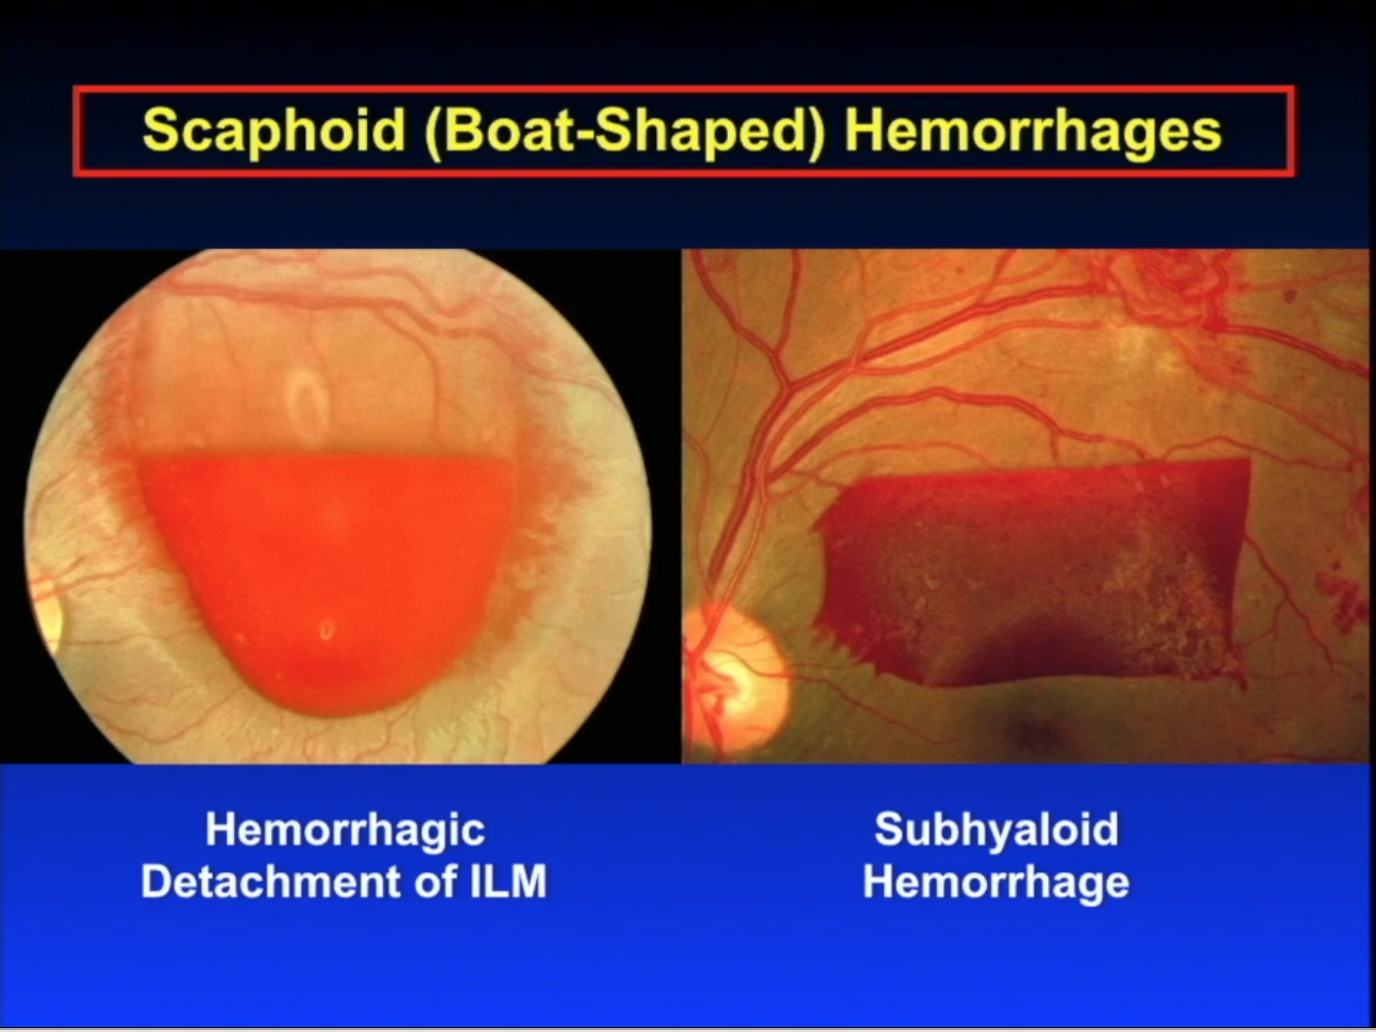 Scaphoid (Boat-Shaped) Hemorrhages
Hemorrhagic
Detachment of ILM
Subhyaloid
Hemorrhage